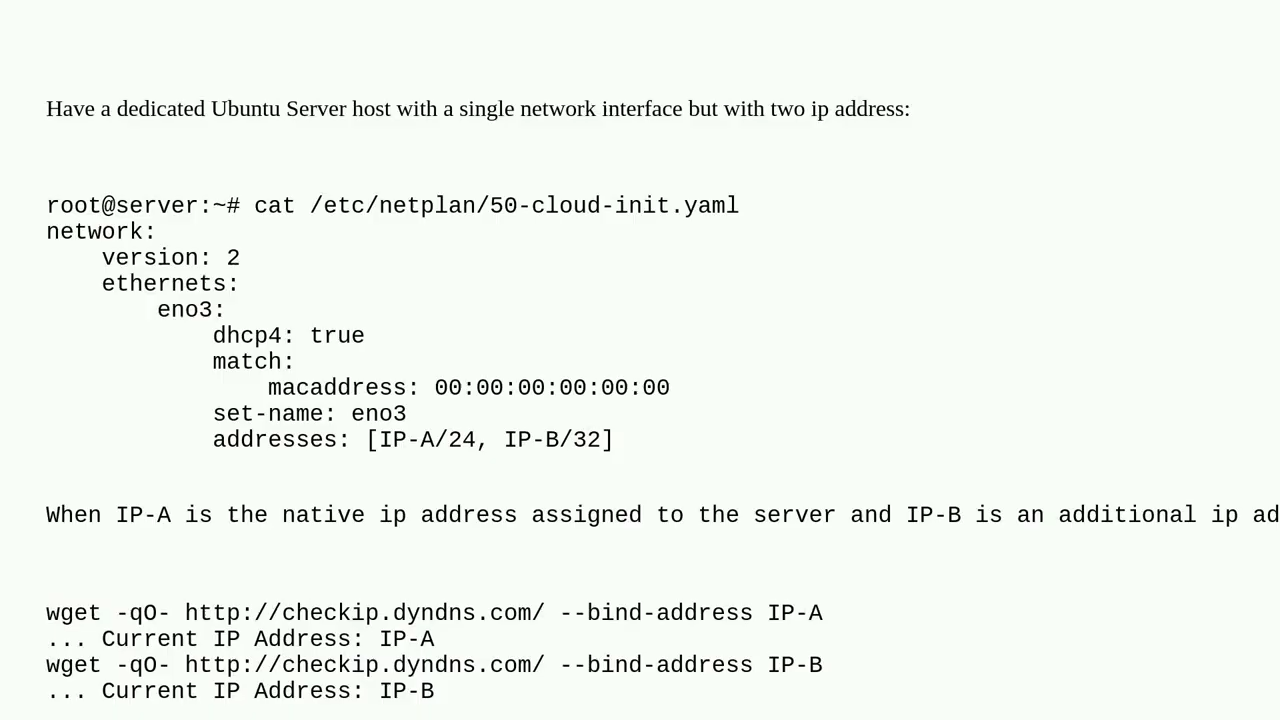 Have a dedicated Ubuntu Server host with a single network interface but with two ip address:
root@server:~# cat /etc/netplan/50-cloud-init.yaml
network:
    version: 2
    ethernets:
        eno3:
            dhcp4: true
            match:
                macaddress: 00:00:00:00:00:00
            set-name: eno3
            addresses: [IP-A/24, IP-B/32]
When IP-A is the native ip address assigned to the server and IP-B is an additional ip ad
wget -qO- http://checkip.dyndns.com/ --bind-address IP-A
... Current IP Address: IP-A
wget -qO- http://checkip.dyndns.com/ --bind-address IP-B
... Current IP Address: IP-B